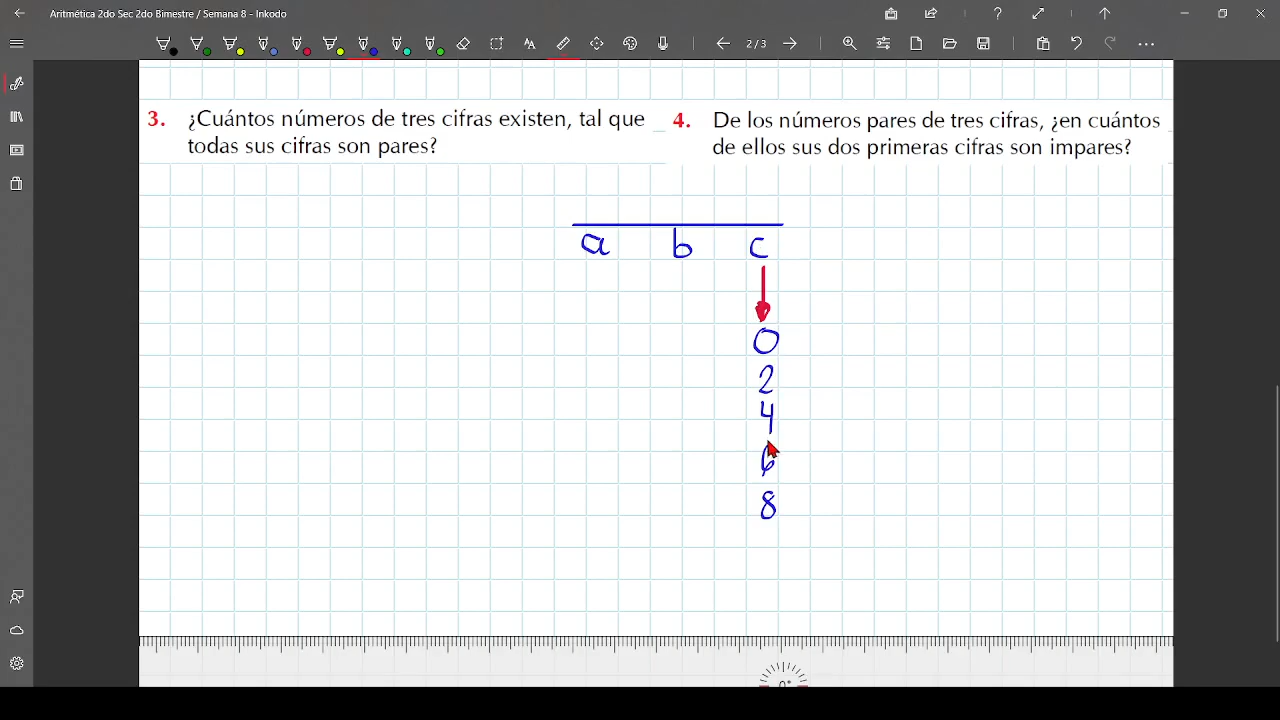 Aritmética 2do Sec 2do Bimestre / Semana 8 - Inkodo
2/3
3. ¿Cuántos números de tres cifras existen, tal que
todas sus cifras son pares?
4. De los números pares de tres cifras, ¿en cuántos
de ellos sus dos primeras cifras son impares?
a b c
0
2
4
6
8
0°